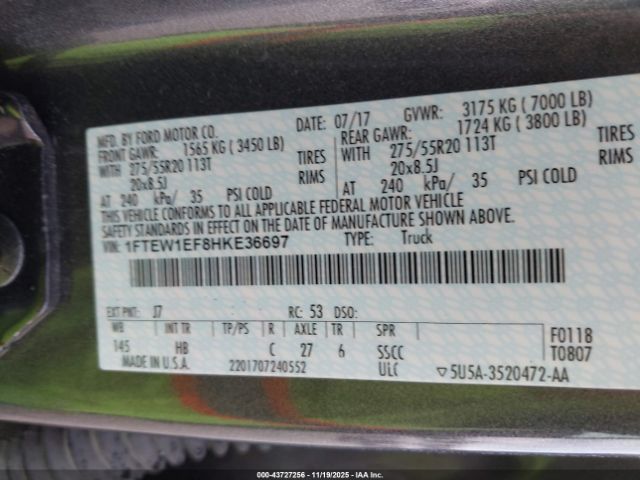 MFD. BY FORD MOTOR CO.
DATE: 07/17 GVWR: 3175 KG ( 7000 LB)
FRONT GAWR: 1565 KG ( 3450 LB) REAR GAWR: 1724 KG ( 3800 LB)
WITH 275/55R20 113T TIRES WITH 275/55R20 113T TIRES
20x8.5J RIMS 20x8.5J RIMS
AT 240 kPa/ 35 PSI COLD AT 240 kPa/ 35 PSI COLD
THIS VEHICLE CONFORMS TO ALL APPLICABLE FEDERAL MOTOR VEHICLE
SAFETY STANDARDS IN EFFECT ON THE DATE OF MANUFACTURE SHOWN ABOVE.
VIN: 1FTEW1EF8HKE36697 TYPE: Truck
EXT PNT: J7 RC: 53 DSO:
WB INT TR TP/PS R AXLE TR SPR F0118
145 HB C 27 6 SSCC T0807
MADE IN U.S.A. 2201707240552 ULC ▽5U5A-3520472-AA
00-43727256 - 11/19/2025 - IAAI.com